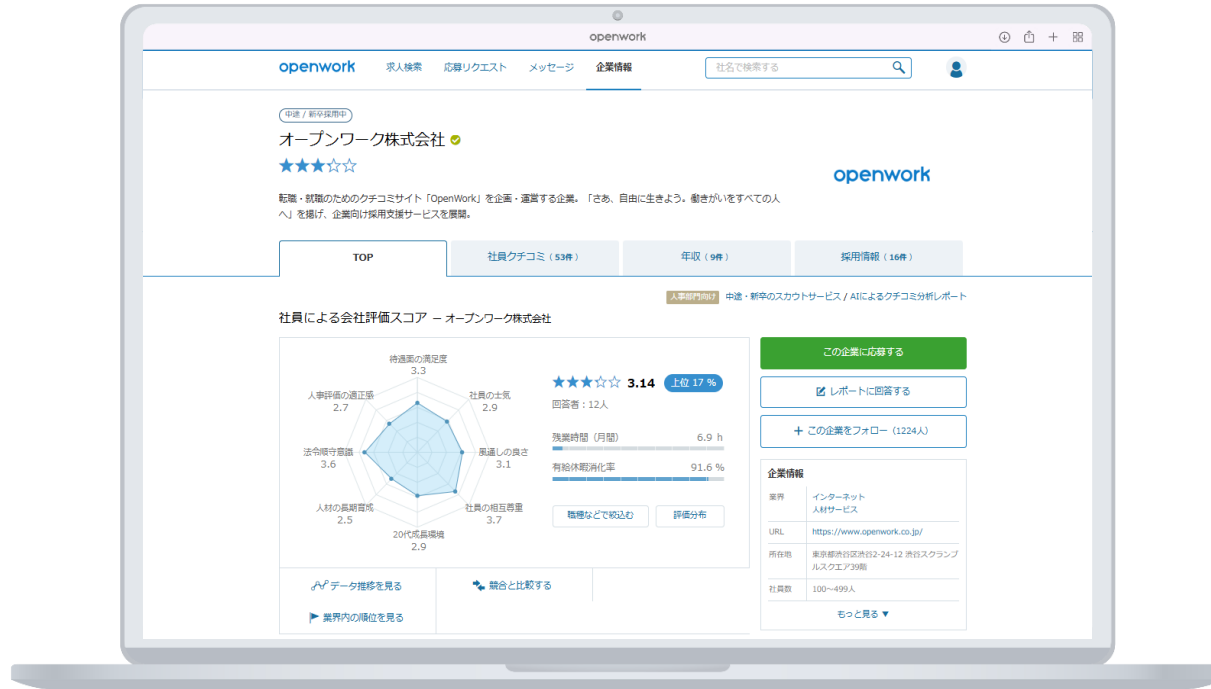 openwork
openwork 求人検索 応募リクエスト メッセージ 企業情報 社名で検索する
中途 / 新卒採用中
オープンワーク株式会社
openwork
転職・就職のためのクチコミサイト「OpenWork」を企画・運営する企業。「さあ、自由に生きよう。働きがいをすべての人
へ」を掲げ、企業向け採用支援サービスを展開。
TOP 社員クチコミ（53件） 年収（9件） 採用情報（16件）
人事部門向け 中途・新卒のスカウトサービス / AIによるクチコミ分析レポート
社員による会社評価スコア － オープンワーク株式会社
待遇面の満足度
3.3
社員の士気
2.9
風通しの良さ
3.1
社員の相互尊重
3.7
20代成長環境
2.9
人材の長期育成
2.5
法令順守意識
3.6
人事評価の適正感
2.7
3.14 上位 17 %
回答者：12人
残業時間（月間） 6.9 h
有給休暇消化率 91.6 %
職種などで絞込む 評価分布
データ推移を見る 競合と比較する
業界内の順位を見る
この企業に応募する
レポートに回答する
+ この企業をフォロー（1224人）
企業情報
業界 インターネット
人材サービス
URL https://www.openwork.co.jp/
所在地 東京都渋谷区渋谷2-24-12 渋谷スクランブ
ルスクエア39階
社員数 100～499人
もっと見る ▼